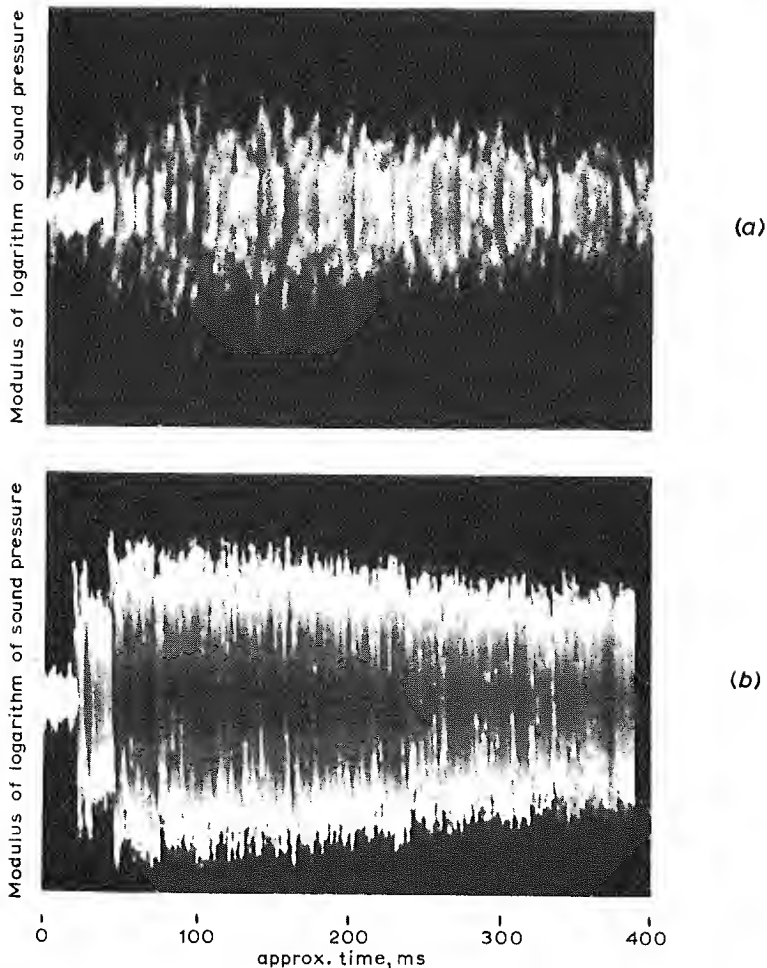 Modulus of logarithm of sound pressure
(a)
Modulus of logarithm of sound pressure
(b)
0 100 200 300 400
approx. time, ms